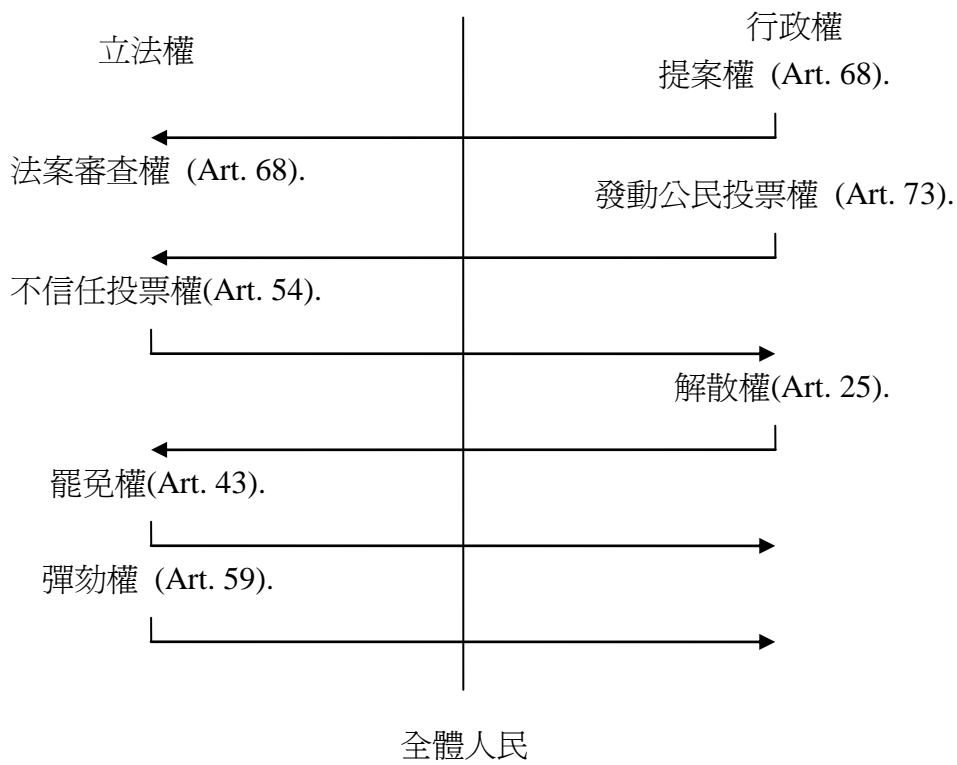 立法權
行政權
提案權 (Art. 68).
法案審查權 (Art. 68).
發動公民投票權 (Art. 73).
不信任投票權(Art. 54).
解散權(Art. 25).
罷免權(Art. 43).
彈劾權 (Art. 59).
全體人民